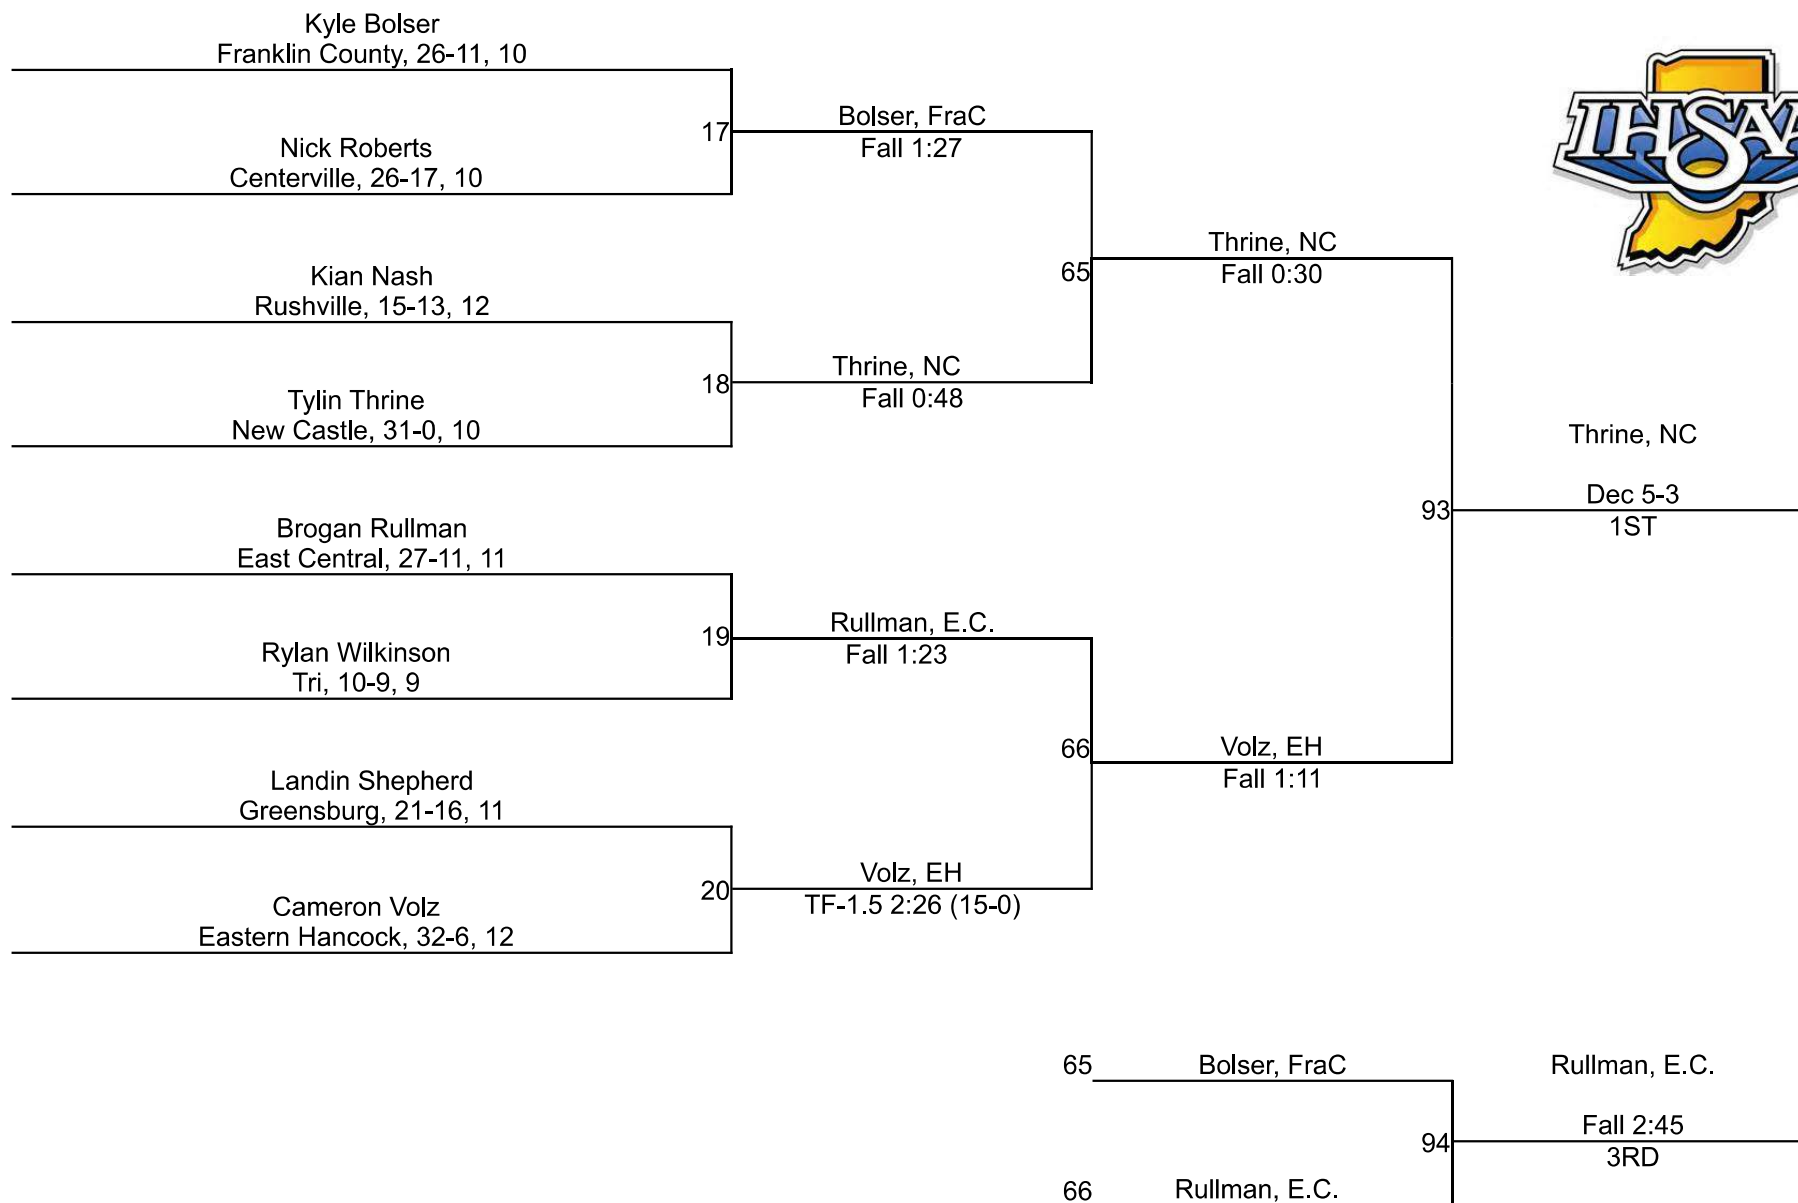 Kyle Bolser
Franklin County, 26-11, 10
17
Bolser, FraC
Fall 1:27
Nick Roberts
Centerville, 26-17, 10
IHSAA
65
Thrine, NC
Fall 0:30
Kian Nash
Rushville, 15-13, 12
18
Thrine, NC
Fall 0:48
Tylin Thrine
New Castle, 31-0, 10
93
Thrine, NC
Dec 5-3
1ST
Brogan Rullman
East Central, 27-11, 11
19
Rullman, E.C.
Fall 1:23
Rylan Wilkinson
Tri, 10-9, 9
66
Volz, EH
Fall 1:11
Landin Shepherd
Greensburg, 21-16, 11
20
Volz, EH
TF-1.5 2:26 (15-0)
Cameron Volz
Eastern Hancock, 32-6, 12
65
Bolser, FraC
94
Rullman, E.C.
Fall 2:45
3RD
66
Rullman, E.C.